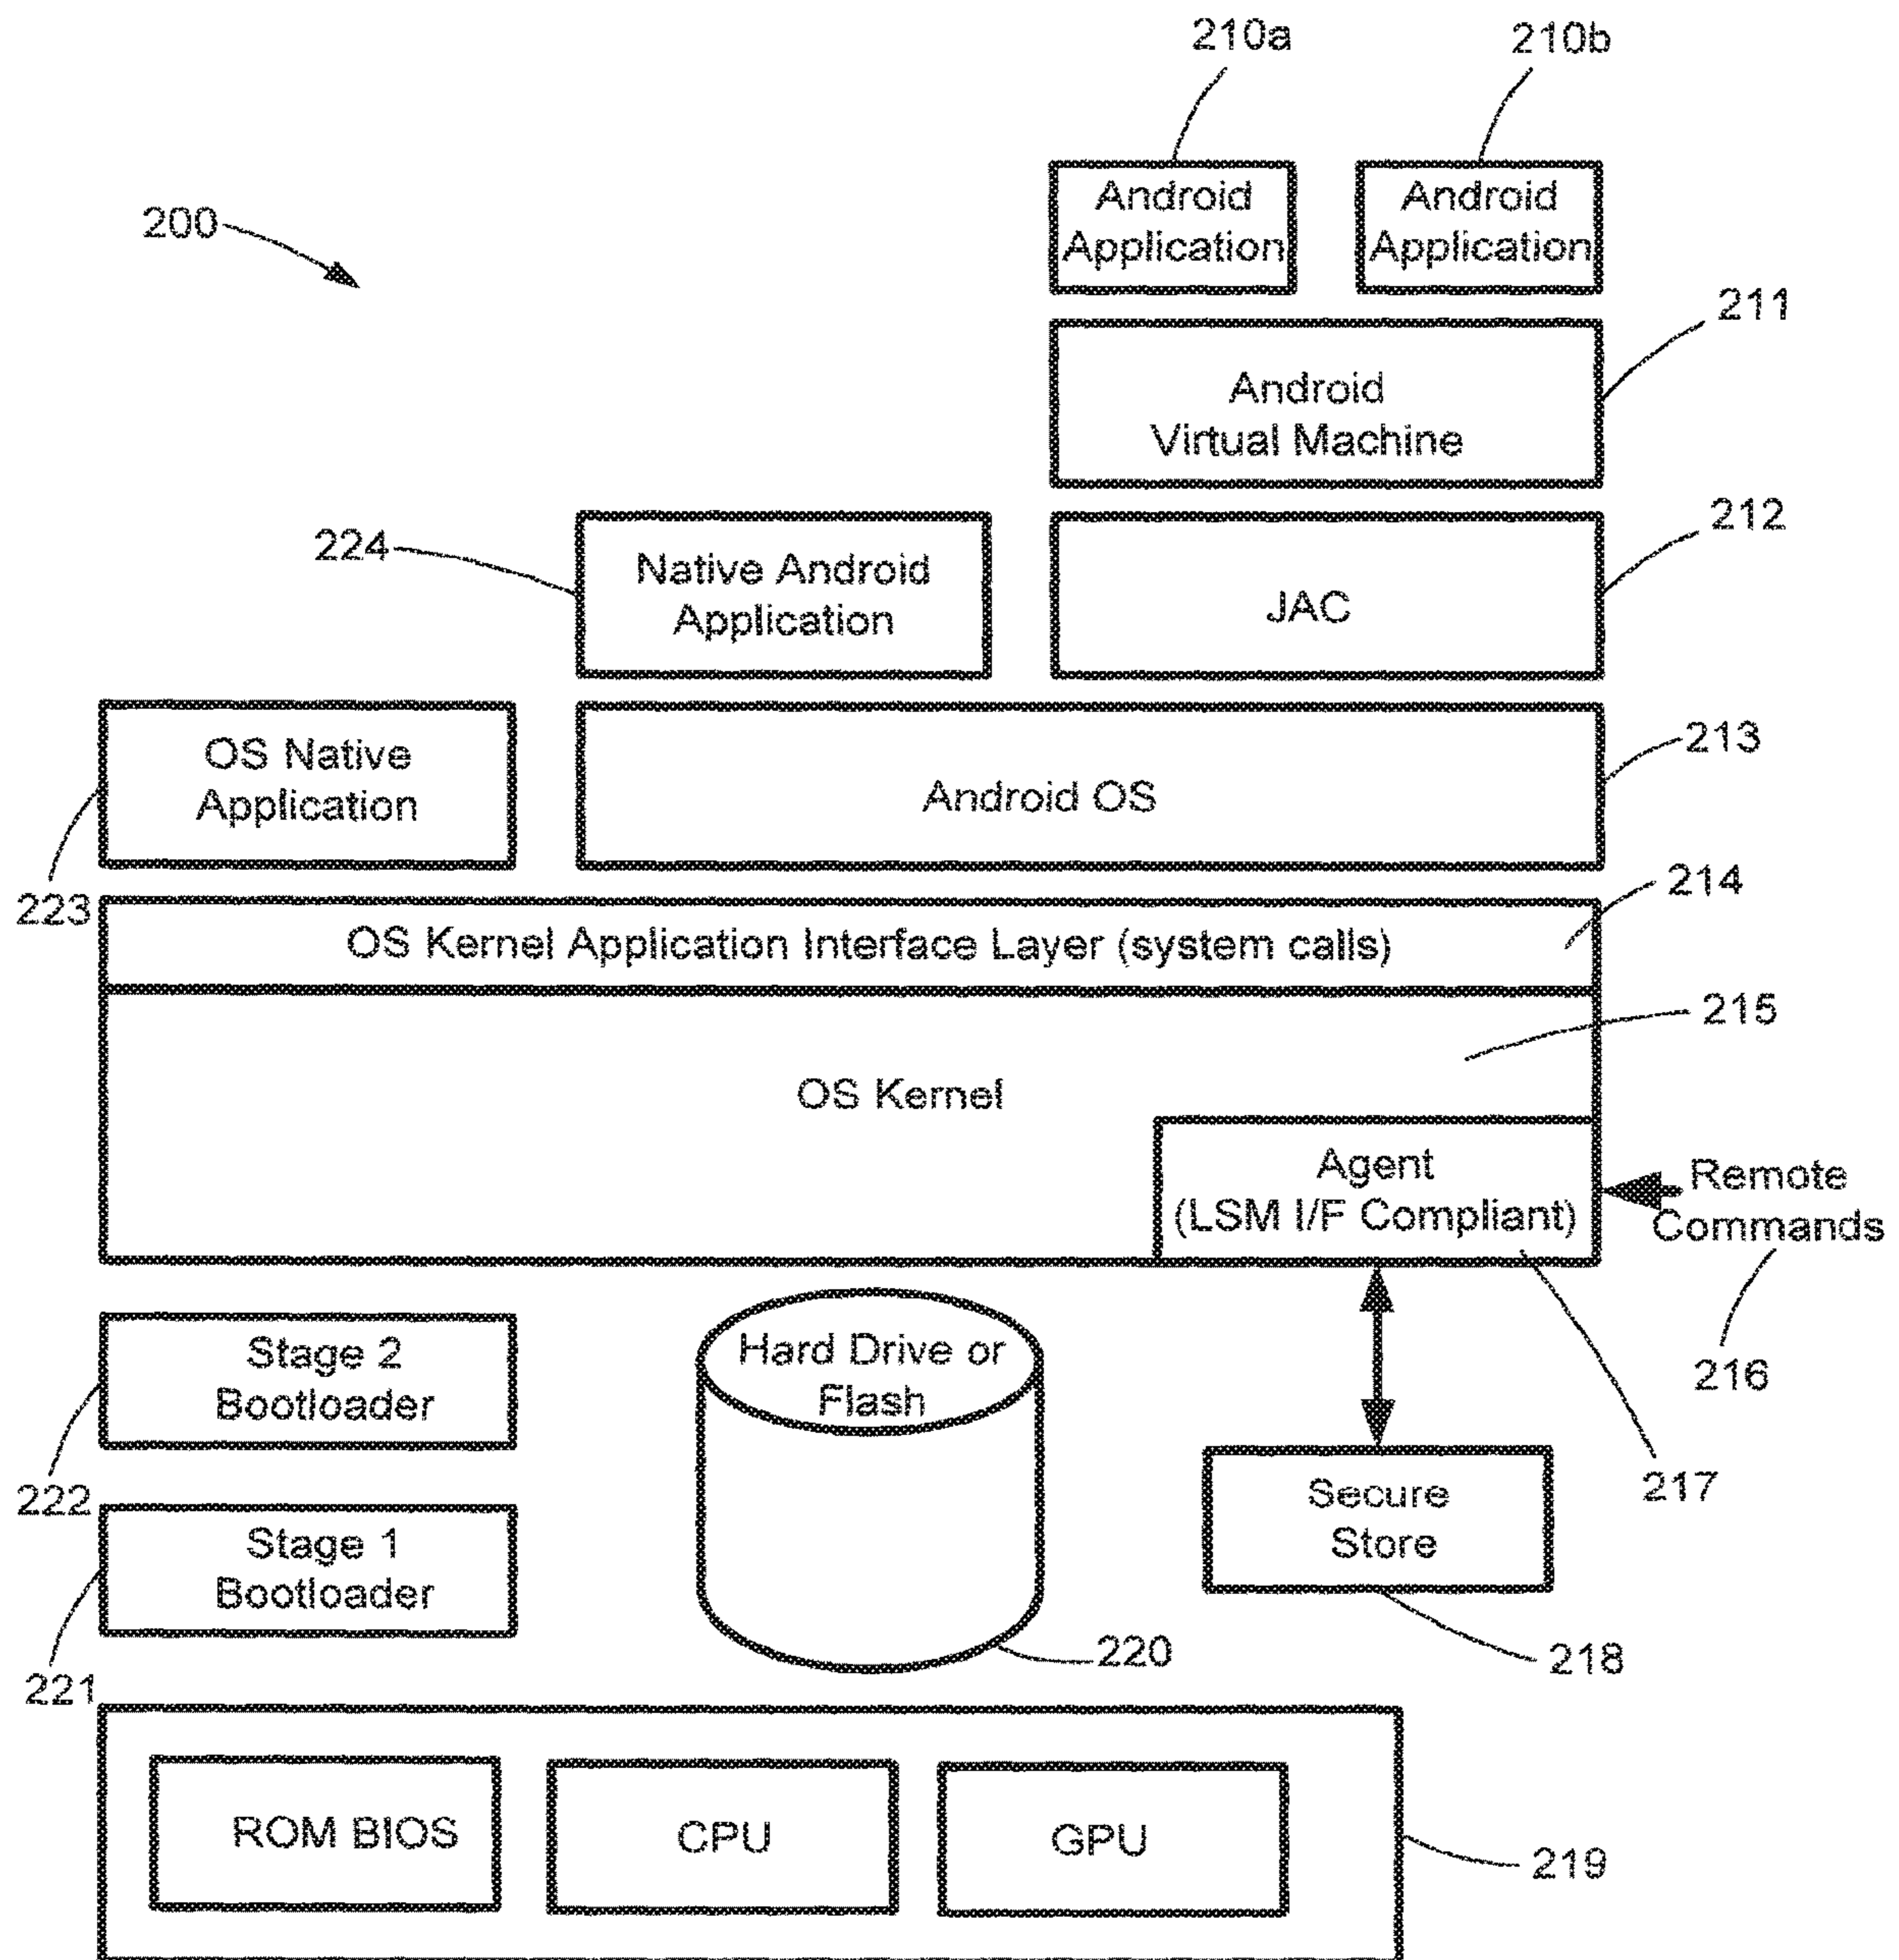 210a
210b
200
Android
Application
Android
Application
211
Android
Virtual Machine
212
224
Native Android
Application
JAC
213
OS Native
Application
Android OS
223
214
OS Kernel Application Interface Layer (system calls)
215
OS Kernel
Agent
(LSM I/F Compliant)
Remote
Commands
216
Stage 2
Bootloader
Hard Drive or
Flash
222
217
Secure
Store
Stage 1
Bootloader
220
218
221
ROM BIOS
CPU
GPU
219